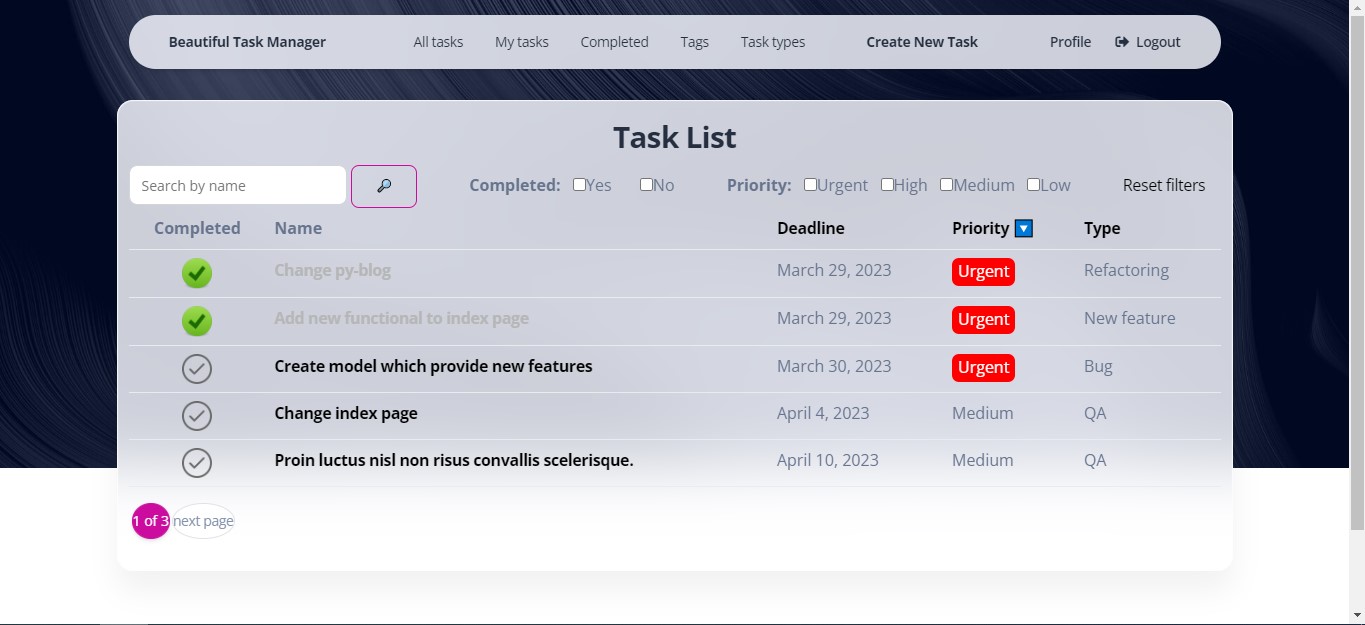 Beautiful Task Manager All tasks My tasks Completed Tags Task types Create New Task Profile Logout
Task List
Search by name Completed: Yes No Priority: Urgent High Medium Low Reset filters
Completed Name Deadline Priority Type
Change py-blog March 29, 2023 Urgent Refactoring
Add new functional to index page March 29, 2023 Urgent New feature
Create model which provide new features March 30, 2023 Urgent Bug
Change index page April 4, 2023 Medium QA
Proin luctus nisl non risus convallis scelerisque. April 10, 2023 Medium QA
1 of 3 next page